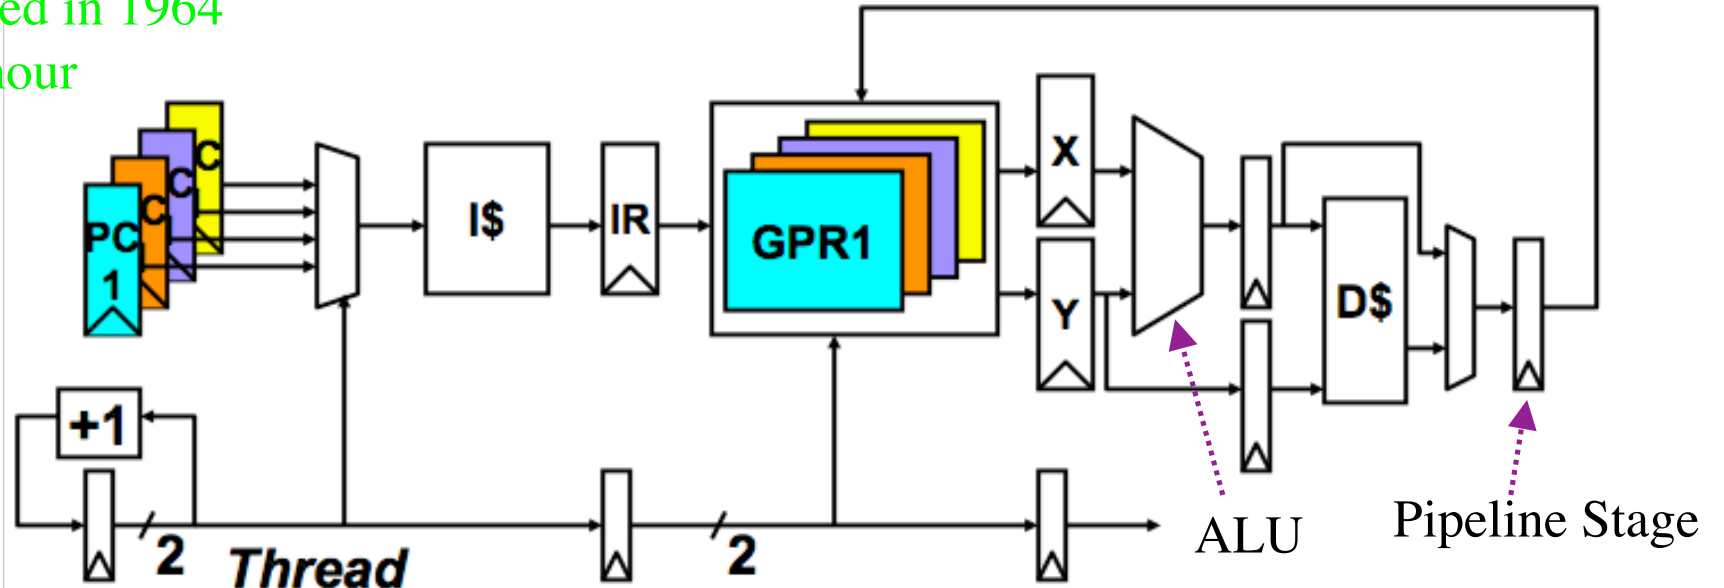 ed in 1964
our
C
C
C
PC
1
I$
IR
GPR1
X
Y
D$
+1
2
Thread
2
ALU
Pipeline Stage